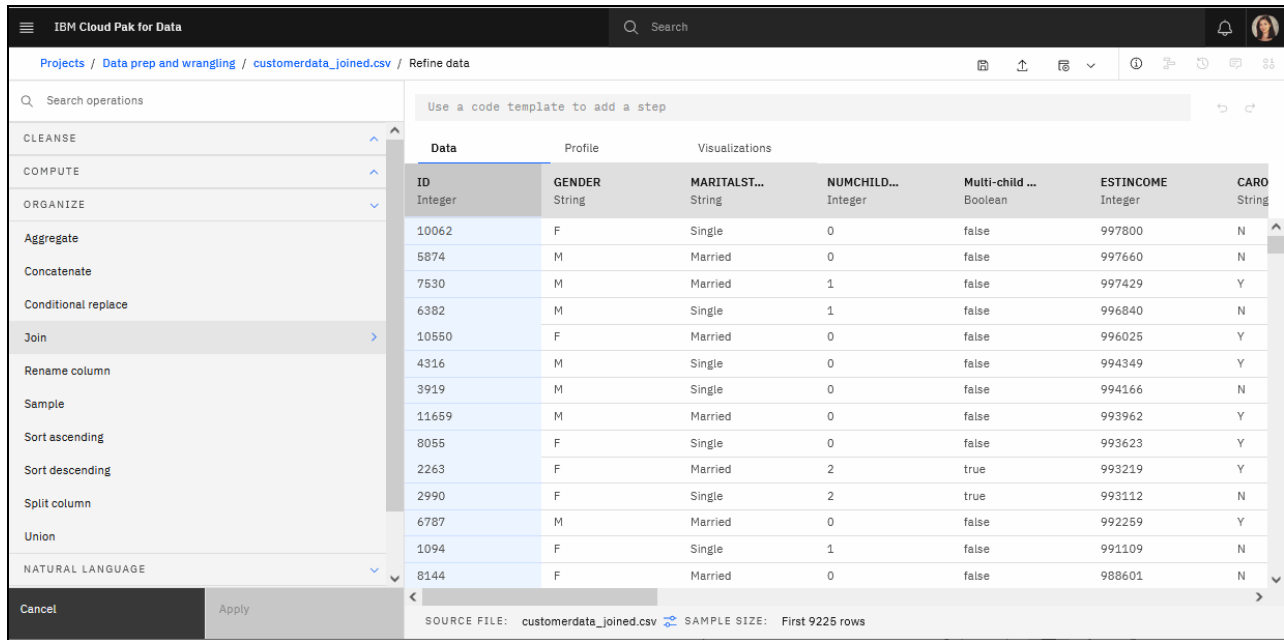 IBM Cloud Pak for Data
Search
Projects / Data prep and wrangling / customerdata_joined.csv / Refine data
Search operations
CLEANSE
COMPUTE
ORGANIZE
Aggregate
Concatenate
Conditional replace
Join
Rename column
Sample
Sort ascending
Sort descending
Split column
Union
NATURAL LANGUAGE
Cancel Apply
Use a code template to add a step
Data Profile Visualizations
ID GENDER MARITALST... NUMCHILD... Multi-child ... ESTINCOME CARO
Integer String String Integer Boolean Integer String
10062 F Single 0 false 997800 N
5874 M Married 0 false 997660 N
7530 M Married 1 false 997429 Y
6382 M Single 1 false 996840 N
10550 F Married 0 false 996025 Y
4316 M Single 0 false 994349 Y
3919 M Single 0 false 994166 N
11659 M Married 0 false 993962 Y
8055 F Single 0 false 993623 Y
2263 F Married 2 true 993219 Y
2990 F Single 2 true 993112 N
6787 M Married 0 false 992259 Y
1094 F Single 1 false 991109 N
8144 F Married 0 false 988601 N
SOURCE FILE: customerdata_joined.csv SAMPLE SIZE: First 9225 rows